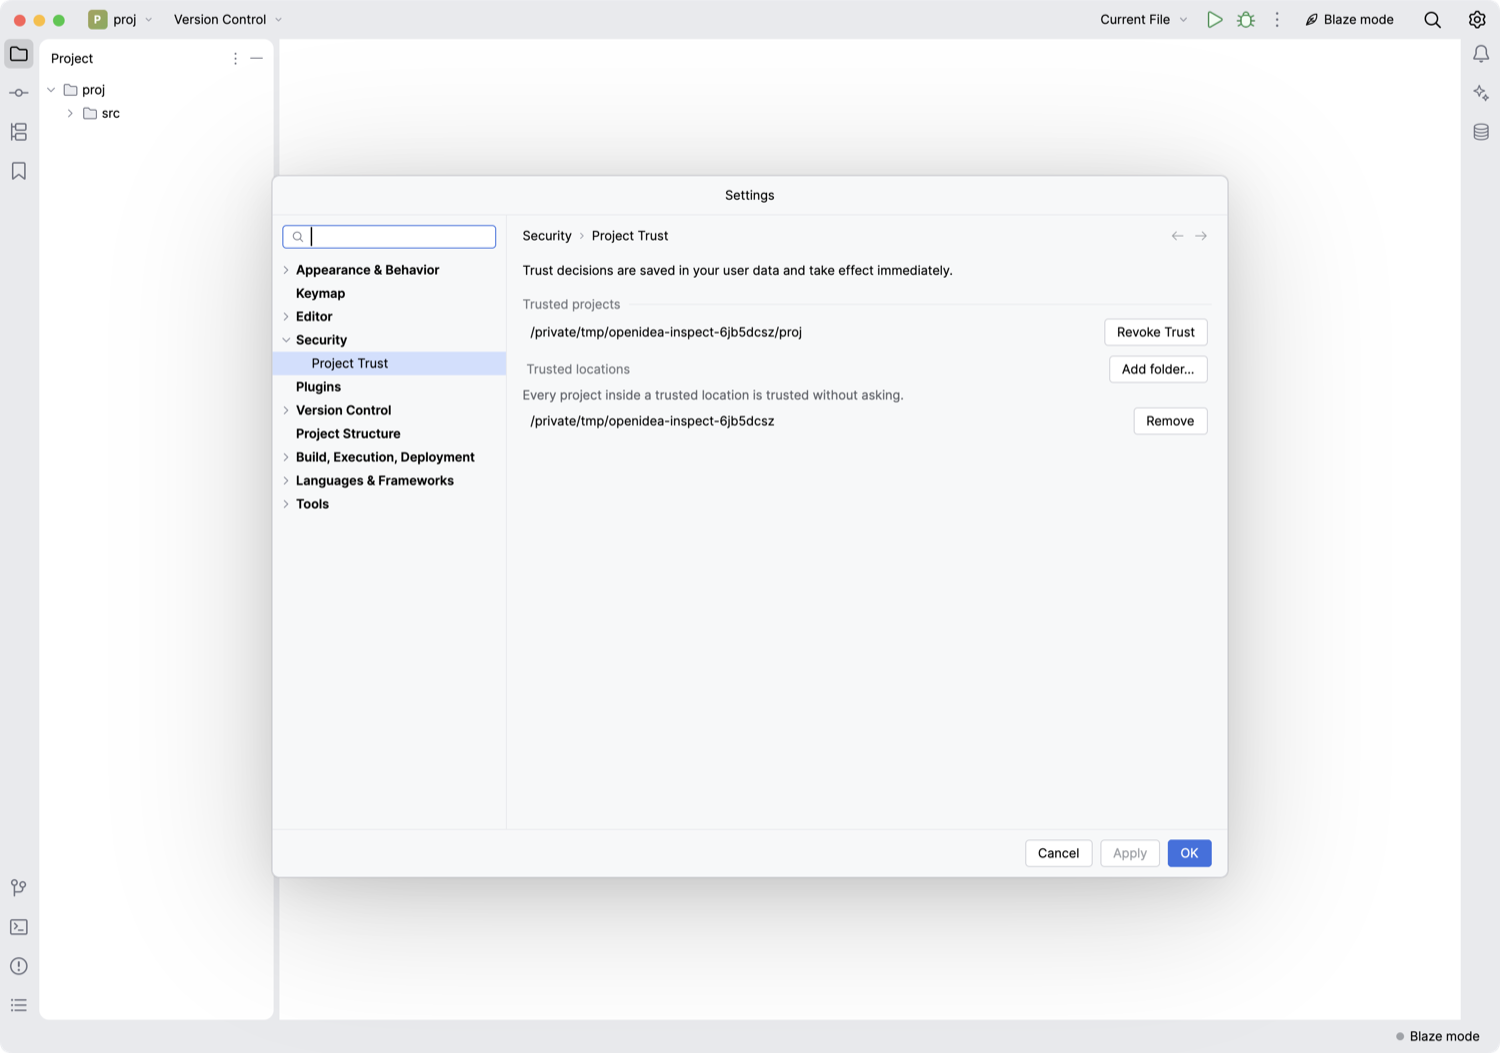 P proj Version Control Current File Blaze mode
Project
proj
src
Settings
Security Project Trust
Trust decisions are saved in your user data and take effect immediately.
Appearance & Behavior
Keymap
Editor
Security
Project Trust
Plugins
Version Control
Project Structure
Build, Execution, Deployment
Languages & Frameworks
Tools
Trusted projects
/private/tmp/openidea-inspect-6jb5dcsz/proj Revoke Trust
Trusted locations Add folder...
Every project inside a trusted location is trusted without asking.
/private/tmp/openidea-inspect-6jb5dcsz Remove
Cancel Apply OK
Blaze mode